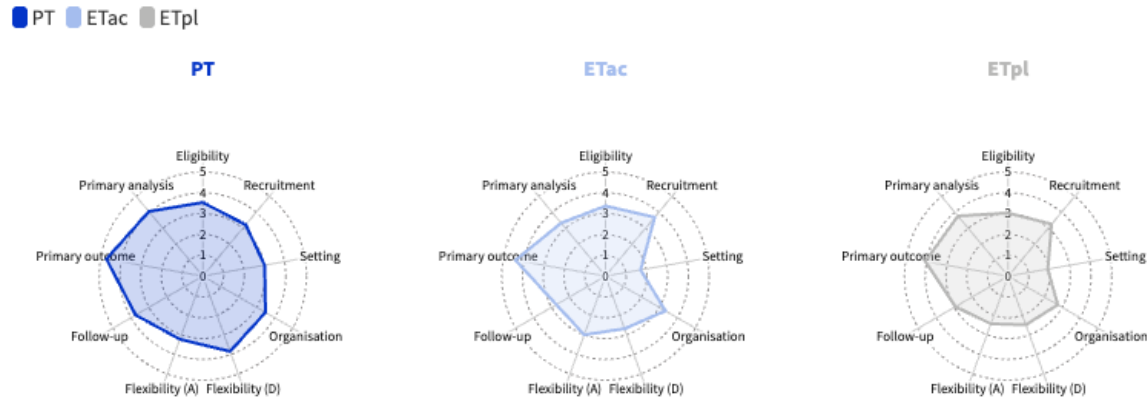 PT ETac ETpl
PT
Eligibility
Primary analysis
Recruitment
Primary outcome
Setting
Follow-up
Organisation
Flexibility (A)
Flexibility (D)
5
4
3
2
1
0
ETac
Eligibility
Primary analysis
Recruitment
Primary outcome
Setting
Follow-up
Organisation
Flexibility (A)
Flexibility (D)
5
4
3
2
1
0
ETpl
Eligibility
Primary analysis
Recruitment
Primary outcome
Setting
Follow-up
Organisation
Flexibility (A)
Flexibility (D)
5
4
3
2
1
0